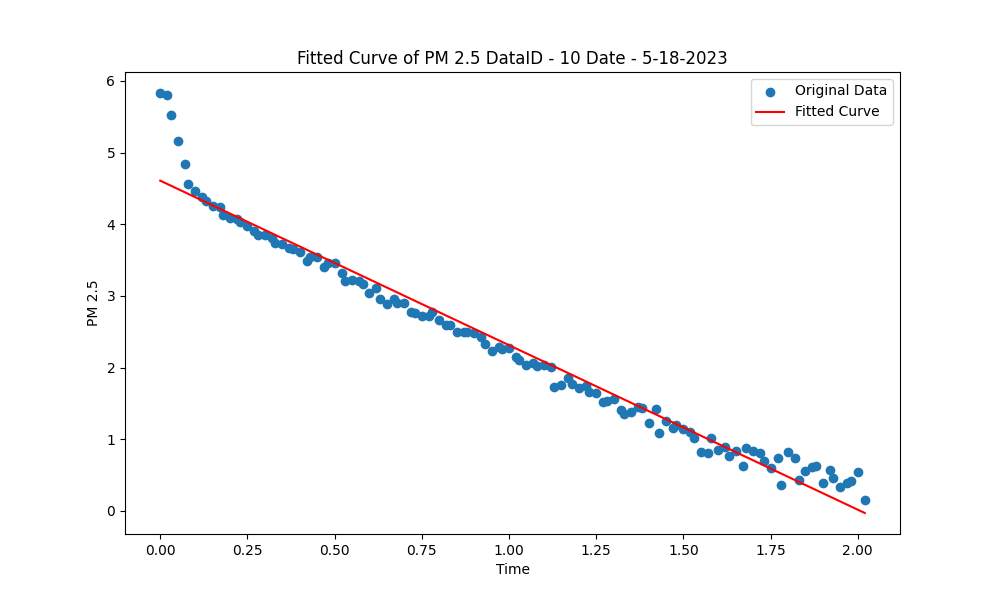 Fitted Curve of PM 2.5 DataID - 10 Date - 5-18-2023
Original Data
Fitted Curve
PM 2.5
6
5
4
3
2
1
0
0.00 0.25 0.50 0.75 1.00 1.25 1.50 1.75 2.00
Time